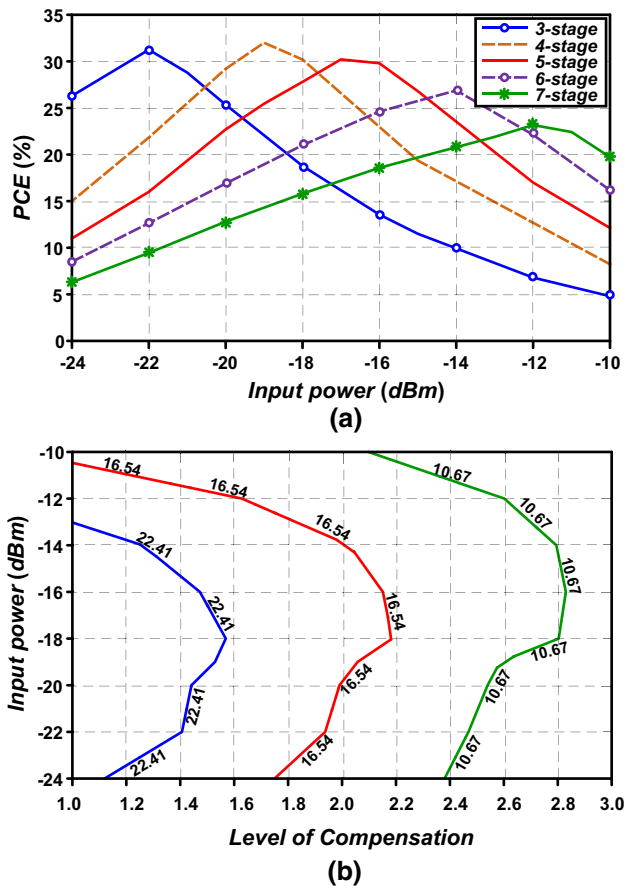 35
30
25
20
15
10
5
0
PCE (%)
3-stage
4-stage
5-stage
6-stage
7-stage
-24 -22 -20 -18 -16 -14 -12 -10
Input power (dBm)
(a)
-10
-12
-14
-16
-18
-20
-22
-24
Input power (dBm)
16.54
16.54
16.54
16.54
16.54
16.54
22.41
22.41
22.41
22.41
10.67
10.67
10.67
10.67
10.67
10.67
1.0 1.2 1.4 1.6 1.8 2.0 2.2 2.4 2.6 2.8 3.0
Level of Compensation
(b)